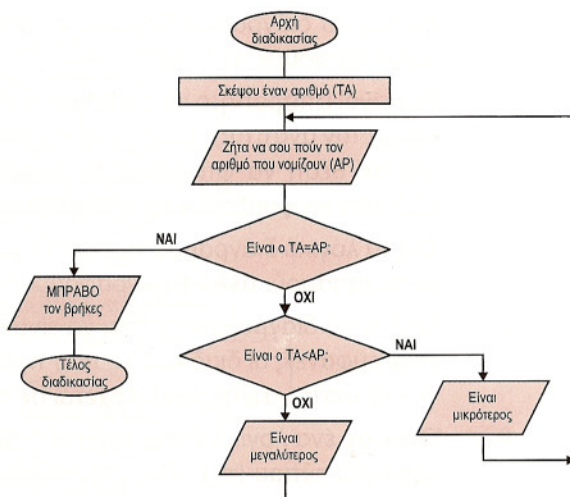 Αρχή
διαδικασίας
Σκέψου έναν αριθμό (ΤΑ)
Ζήτα να σου πούν τον
αριθμό που νομίζουν (ΑΡ)
Είναι ο ΤΑ=ΑΡ;
ΝΑΙ
ΜΠΡΑΒΟ
τον βρήκες
Τέλος
διαδικασίας
ΟΧΙ
Είναι ο ΤΑ<ΑΡ;
ΝΑΙ
Είναι
μικρότερος
ΟΧΙ
Είναι
μεγαλύτερος